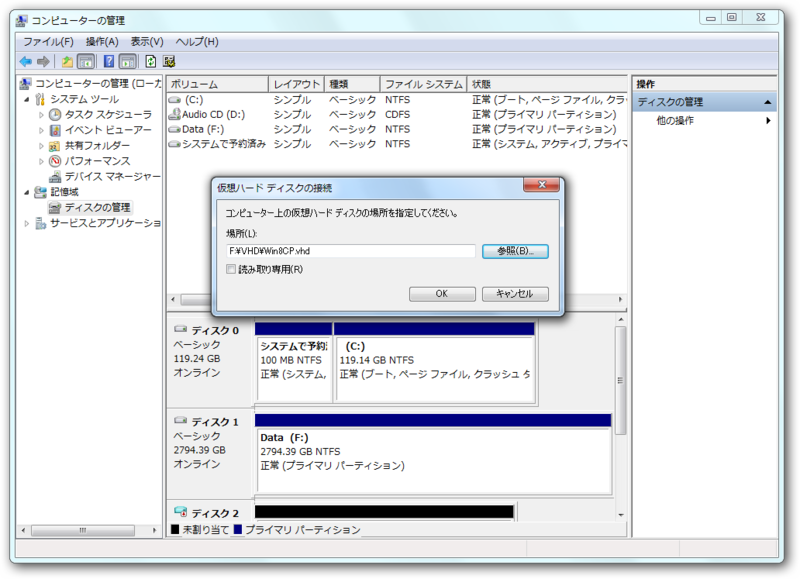 コンピューターの管理
ファイル(F) 操作(A) 表示(V) ヘルプ(H)
コンピューターの管理 (ローカ
システム ツール
タスク スケジューラ
イベント ビューアー
共有フォルダー
パフォーマンス
デバイス マネージャー
記憶域
ディスクの管理
サービスとアプリケーショ
ボリューム レイアウト 種類 ファイル システム 状態
(C:) シンプル ベーシック NTFS 正常 (ブート, ページ ファイル, クラッ
Audio CD (D:) シンプル ベーシック CDFS 正常 (プライマリ パーティション)
Data (F:) シンプル ベーシック NTFS 正常 (プライマリ パーティション)
システムで予約済み シンプル ベーシック NTFS 正常 (システム, アクティブ, プライマ
操作
ディスクの管理
他の操作
仮想ハード ディスクの接続
コンピューター上の仮想ハード ディスクの場所を指定してください。
場所(L):
F:¥VHD¥Win8CP.vhd
参照(B)...
読み取り専用(R)
OK キャンセル
ディスク 0
ベーシック
119.24 GB
オンライン
システムで予約済
100 MB NTFS
正常 (システム,
(C:)
119.14 GB NTFS
正常 (ブート, ページ ファイル, クラッシュ ダ
ディスク 1
ベーシック
2794.39 GB
オンライン
Data (F:)
2794.39 GB NTFS
正常 (プライマリ パーティション)
ディスク 2
未割り当て プライマリ パーティション